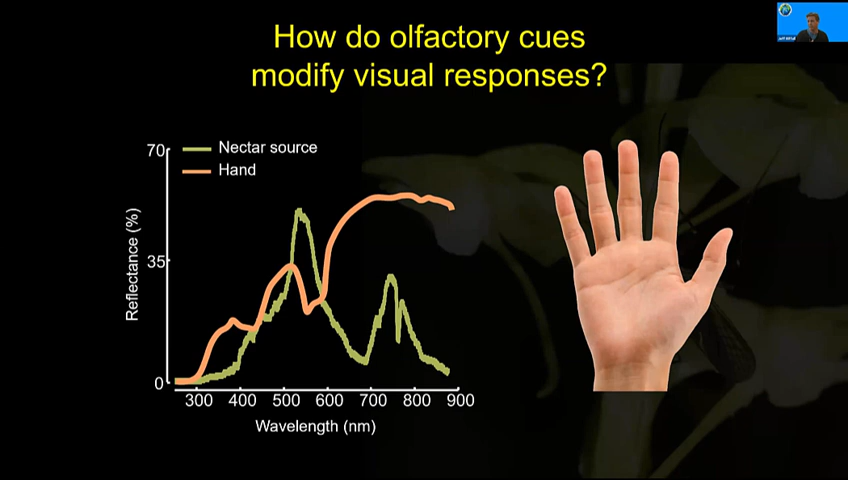 How do olfactory cues
modify visual responses?
Nectar source
Hand
70
35
0
Reflectance (%)
300 400 500 600 700 800 900
Wavelength (nm)